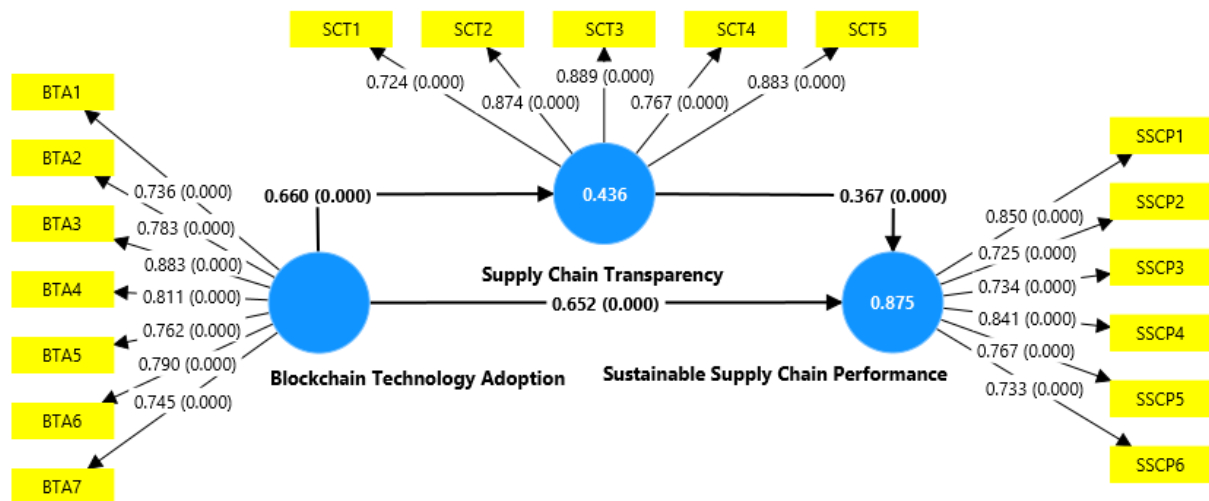 SCT1
SCT2
SCT3
SCT4
SCT5
0.724 (0.000)
0.874 (0.000)
0.889 (0.000)
0.767 (0.000)
0.883 (0.000)
BTA1
BTA2
BTA3
BTA4
BTA5
BTA6
BTA7
0.736 (0.000)
0.783 (0.000)
0.883 (0.000)
0.811 (0.000)
0.762 (0.000)
0.790 (0.000)
0.745 (0.000)
0.660 (0.000)
0.436
0.367 (0.000)
Supply Chain Transparency
0.652 (0.000)
0.875
Blockchain Technology Adoption
Sustainable Supply Chain Performance
0.850 (0.000)
0.725 (0.000)
0.734 (0.000)
0.841 (0.000)
0.767 (0.000)
0.733 (0.000)
SSCP1
SSCP2
SSCP3
SSCP4
SSCP5
SSCP6